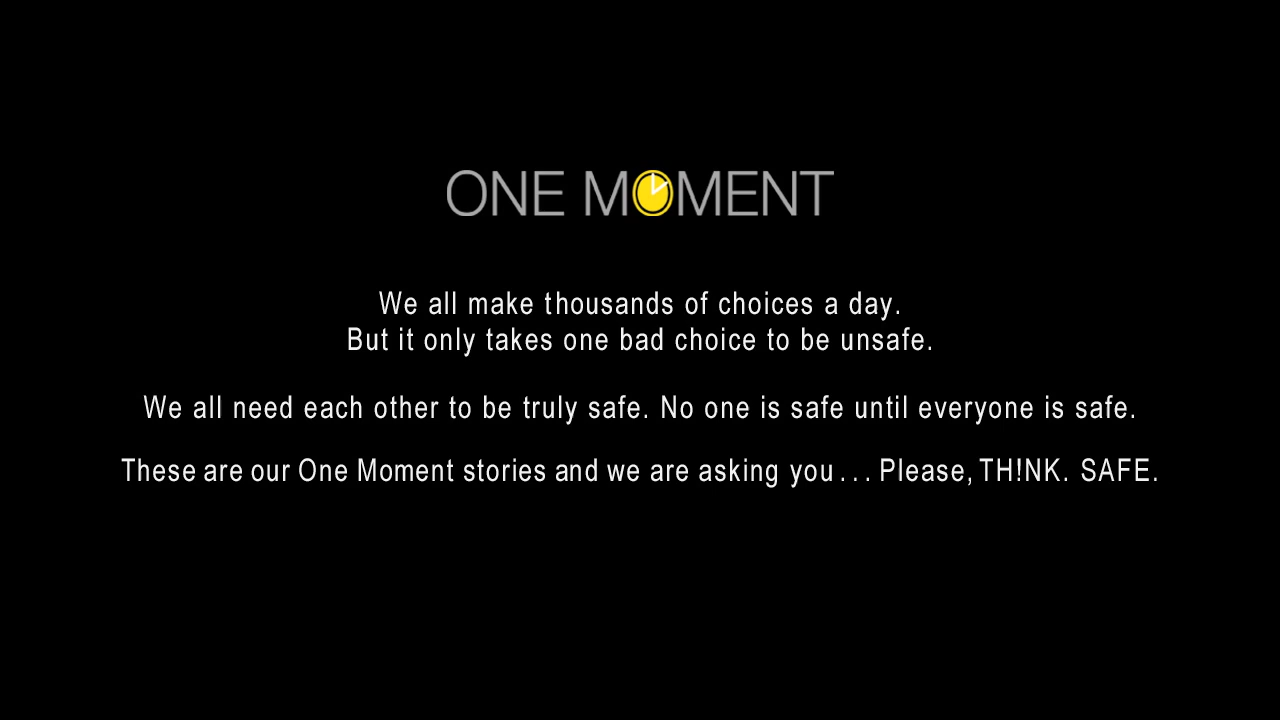 ONE MOMENT
We all make thousands of choices a day.
But it only takes one bad choice to be unsafe.
We all need each other to be truly safe. No one is safe until everyone is safe.
These are our One Moment stories and we are asking you . . . Please, TH!NK. SAFE.